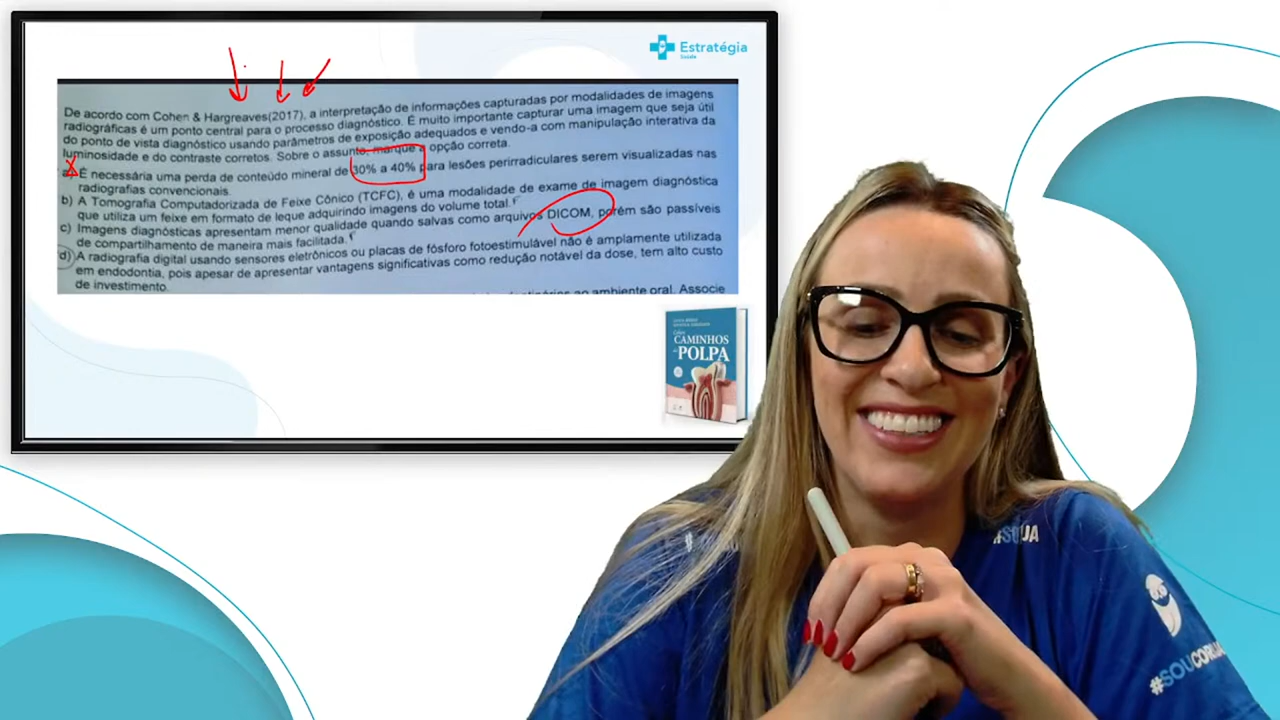 Estratégia
Saúde
De acordo com Cohen & Hargreaves(2017), a interpretação de informações capturadas por modalidades de imagens
radiográficas é um ponto central para o processo diagnóstico. É muito importante capturar uma imagem que seja útil
do ponto de vista diagnóstico usando parâmetros de exposição adequados e vendo-a com manipulação interativa da
luminosidade e do contraste corretos. Sobre o assunto, marque a opção correta.
a) É necessária uma perda de conteúdo mineral de 30% a 40% para lesões perirradiculares serem visualizadas nas
radiografias convencionais.
b) A Tomografia Computadorizada de Feixe Cônico (TCFC), é uma modalidade de exame de imagem diagnóstica
que utiliza um feixe em formato de leque adquirindo imagens do volume total.
c) Imagens diagnósticas apresentam menor qualidade quando salvas como arquivos DICOM, porém são passíveis
de compartilhamento de maneira mais facilitada.
d) A radiografia digital usando sensores eletrônicos ou placas de fósforo fotoestimulável não é amplamente utilizada
em endodontia, pois apesar de apresentar vantagens significativas como redução notável da dose, tem alto custo
de investimento.
ao ambiente oral. Associe
CAMINHOS
da POLPA
#SOUCORUJA